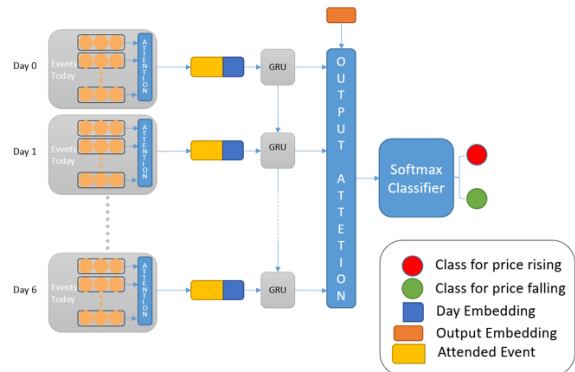 Day 0
Events Today
ATTENTION
GRU
Day 1
Events Today
ATTENTION
GRU
Day 6
Events Today
ATTENTION
GRU
OUTPUT ATTETION
Softmax
Classifier
Class for price rising
Class for price falling
Day Embedding
Output Embedding
Attended Event